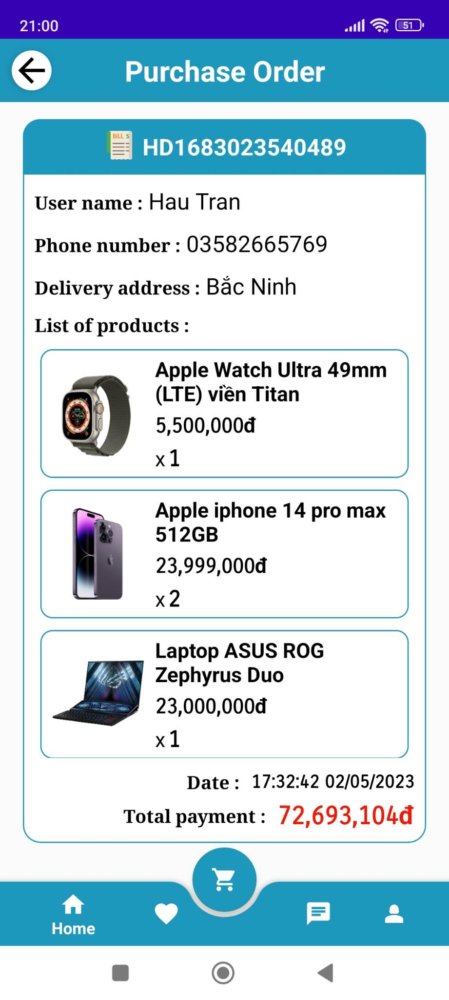 21:00
51
Purchase Order
BILL $
HD1683023540489
User name : Hau Tran
Phone number : 03582665769
Delivery address : Bắc Ninh
List of products :
Apple Watch Ultra 49mm
(LTE) viền Titan
5,500,000đ
x 1
Apple iphone 14 pro max
512GB
23,999,000đ
x 2
Laptop ASUS ROG
Zephyrus Duo
23,000,000đ
x 1
Date : 17:32:42 02/05/2023
Total payment : 72,693,104đ
Home